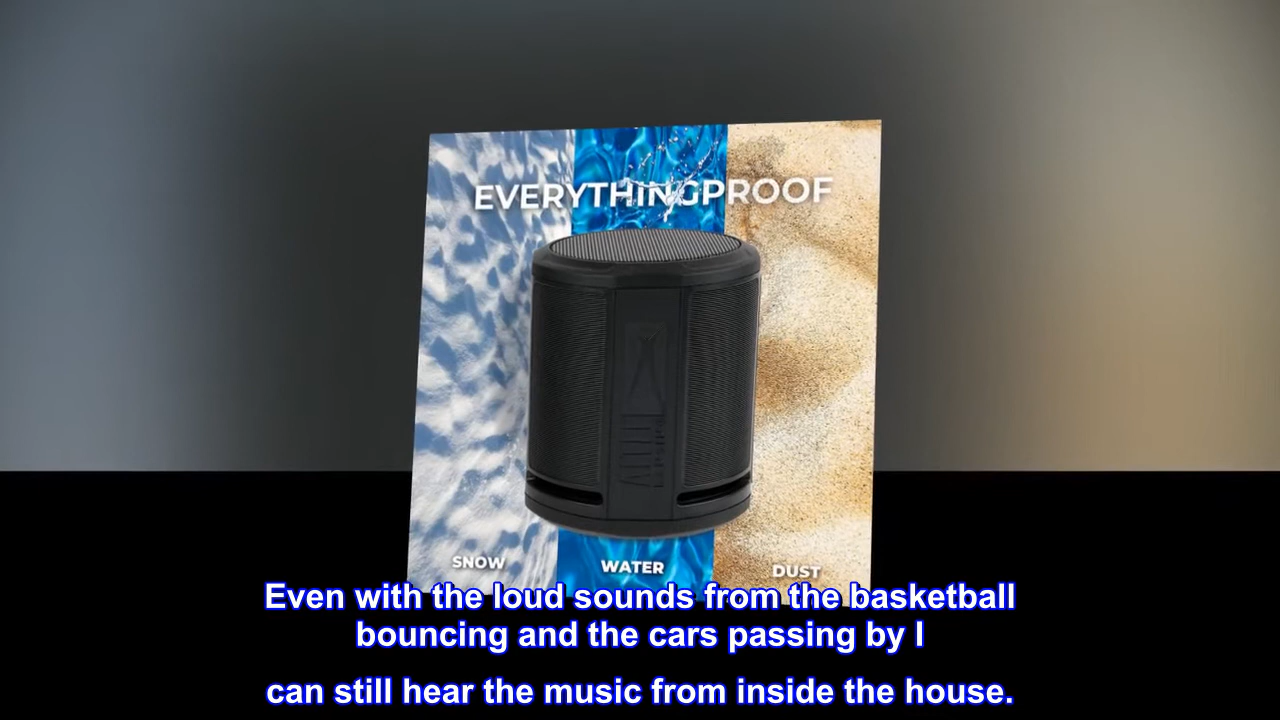 EVERYTHINGPROOF
SNOW
WATER
DUST
Even with the loud sounds from the basketball
bouncing and the cars passing by I
can still hear the music from inside the house.